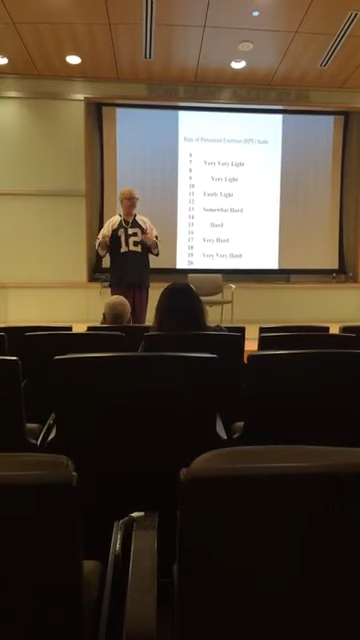 Rate of Perceived Exertion (RPE) Scale
6
7 Very Very Light
8
9 Very Light
10
11 Fairly Light
12
13 Somewhat Hard
14
15 Hard
16
17 Very Hard
18
19 Very Very Hard
20
12